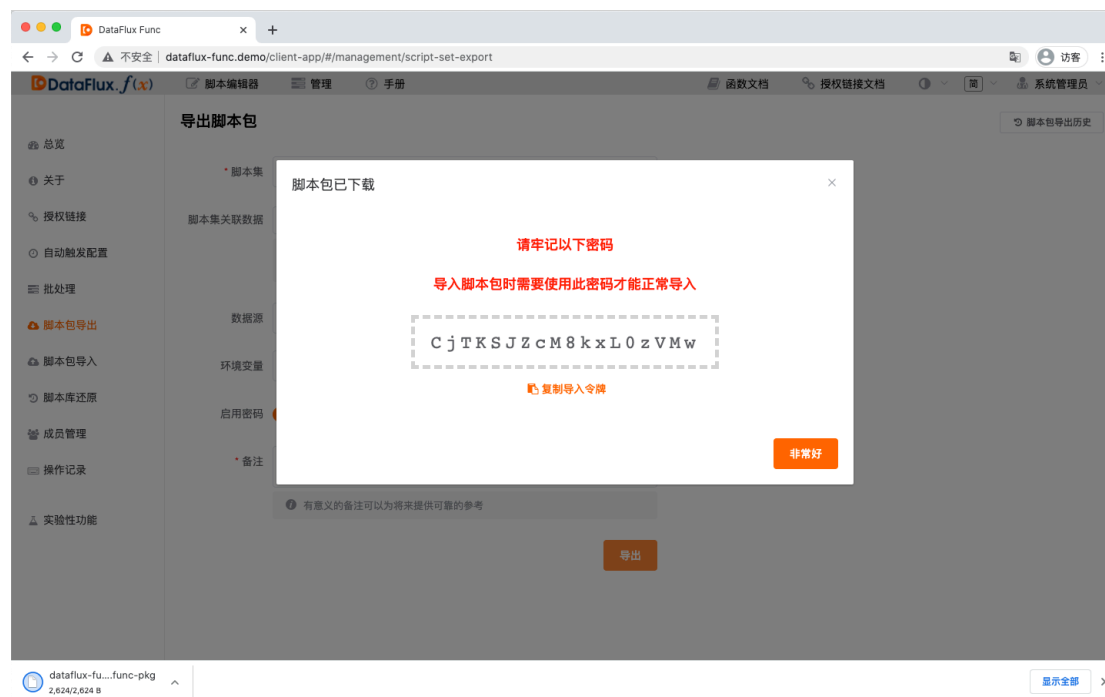 DataFlux Func
不安全 dataflux-func.demo/client-app/#/management/script-set-export
访客
DataFlux. f(x) 脚本编辑器 管理 手册 函数文档 授权链接文档 简 系统管理员
导出脚本包 脚本包导出历史
总览
关于
授权链接
自动触发配置
批处理
脚本包导出
脚本包导入
脚本库还原
成员管理
操作记录
实验性功能
* 脚本集
脚本集关联数据
数据源
环境变量
启用密码
* 备注
有意义的备注可以为将来提供可靠的参考
导出
脚本包已下载
请牢记以下密码
导入脚本包时需要使用此密码才能正常导入
CjTKSJZcM8kxL0zVMw
复制导入令牌
非常好
dataflux-fu....func-pkg
2,624/2,624 B
显示全部